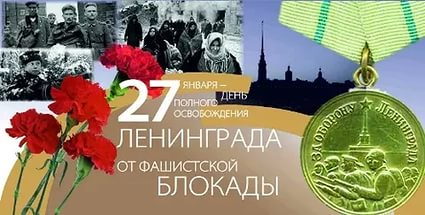 27 ЯНВАРЯ – ДЕНЬ
ПОЛНОГО
ОСВОБОЖДЕНИЯ
ЛЕНИНГРАДА
ОТ ФАШИСТСКОЙ
БЛОКАДЫ
ЗА ОБОРОНУ ЛЕНИНГРАДА